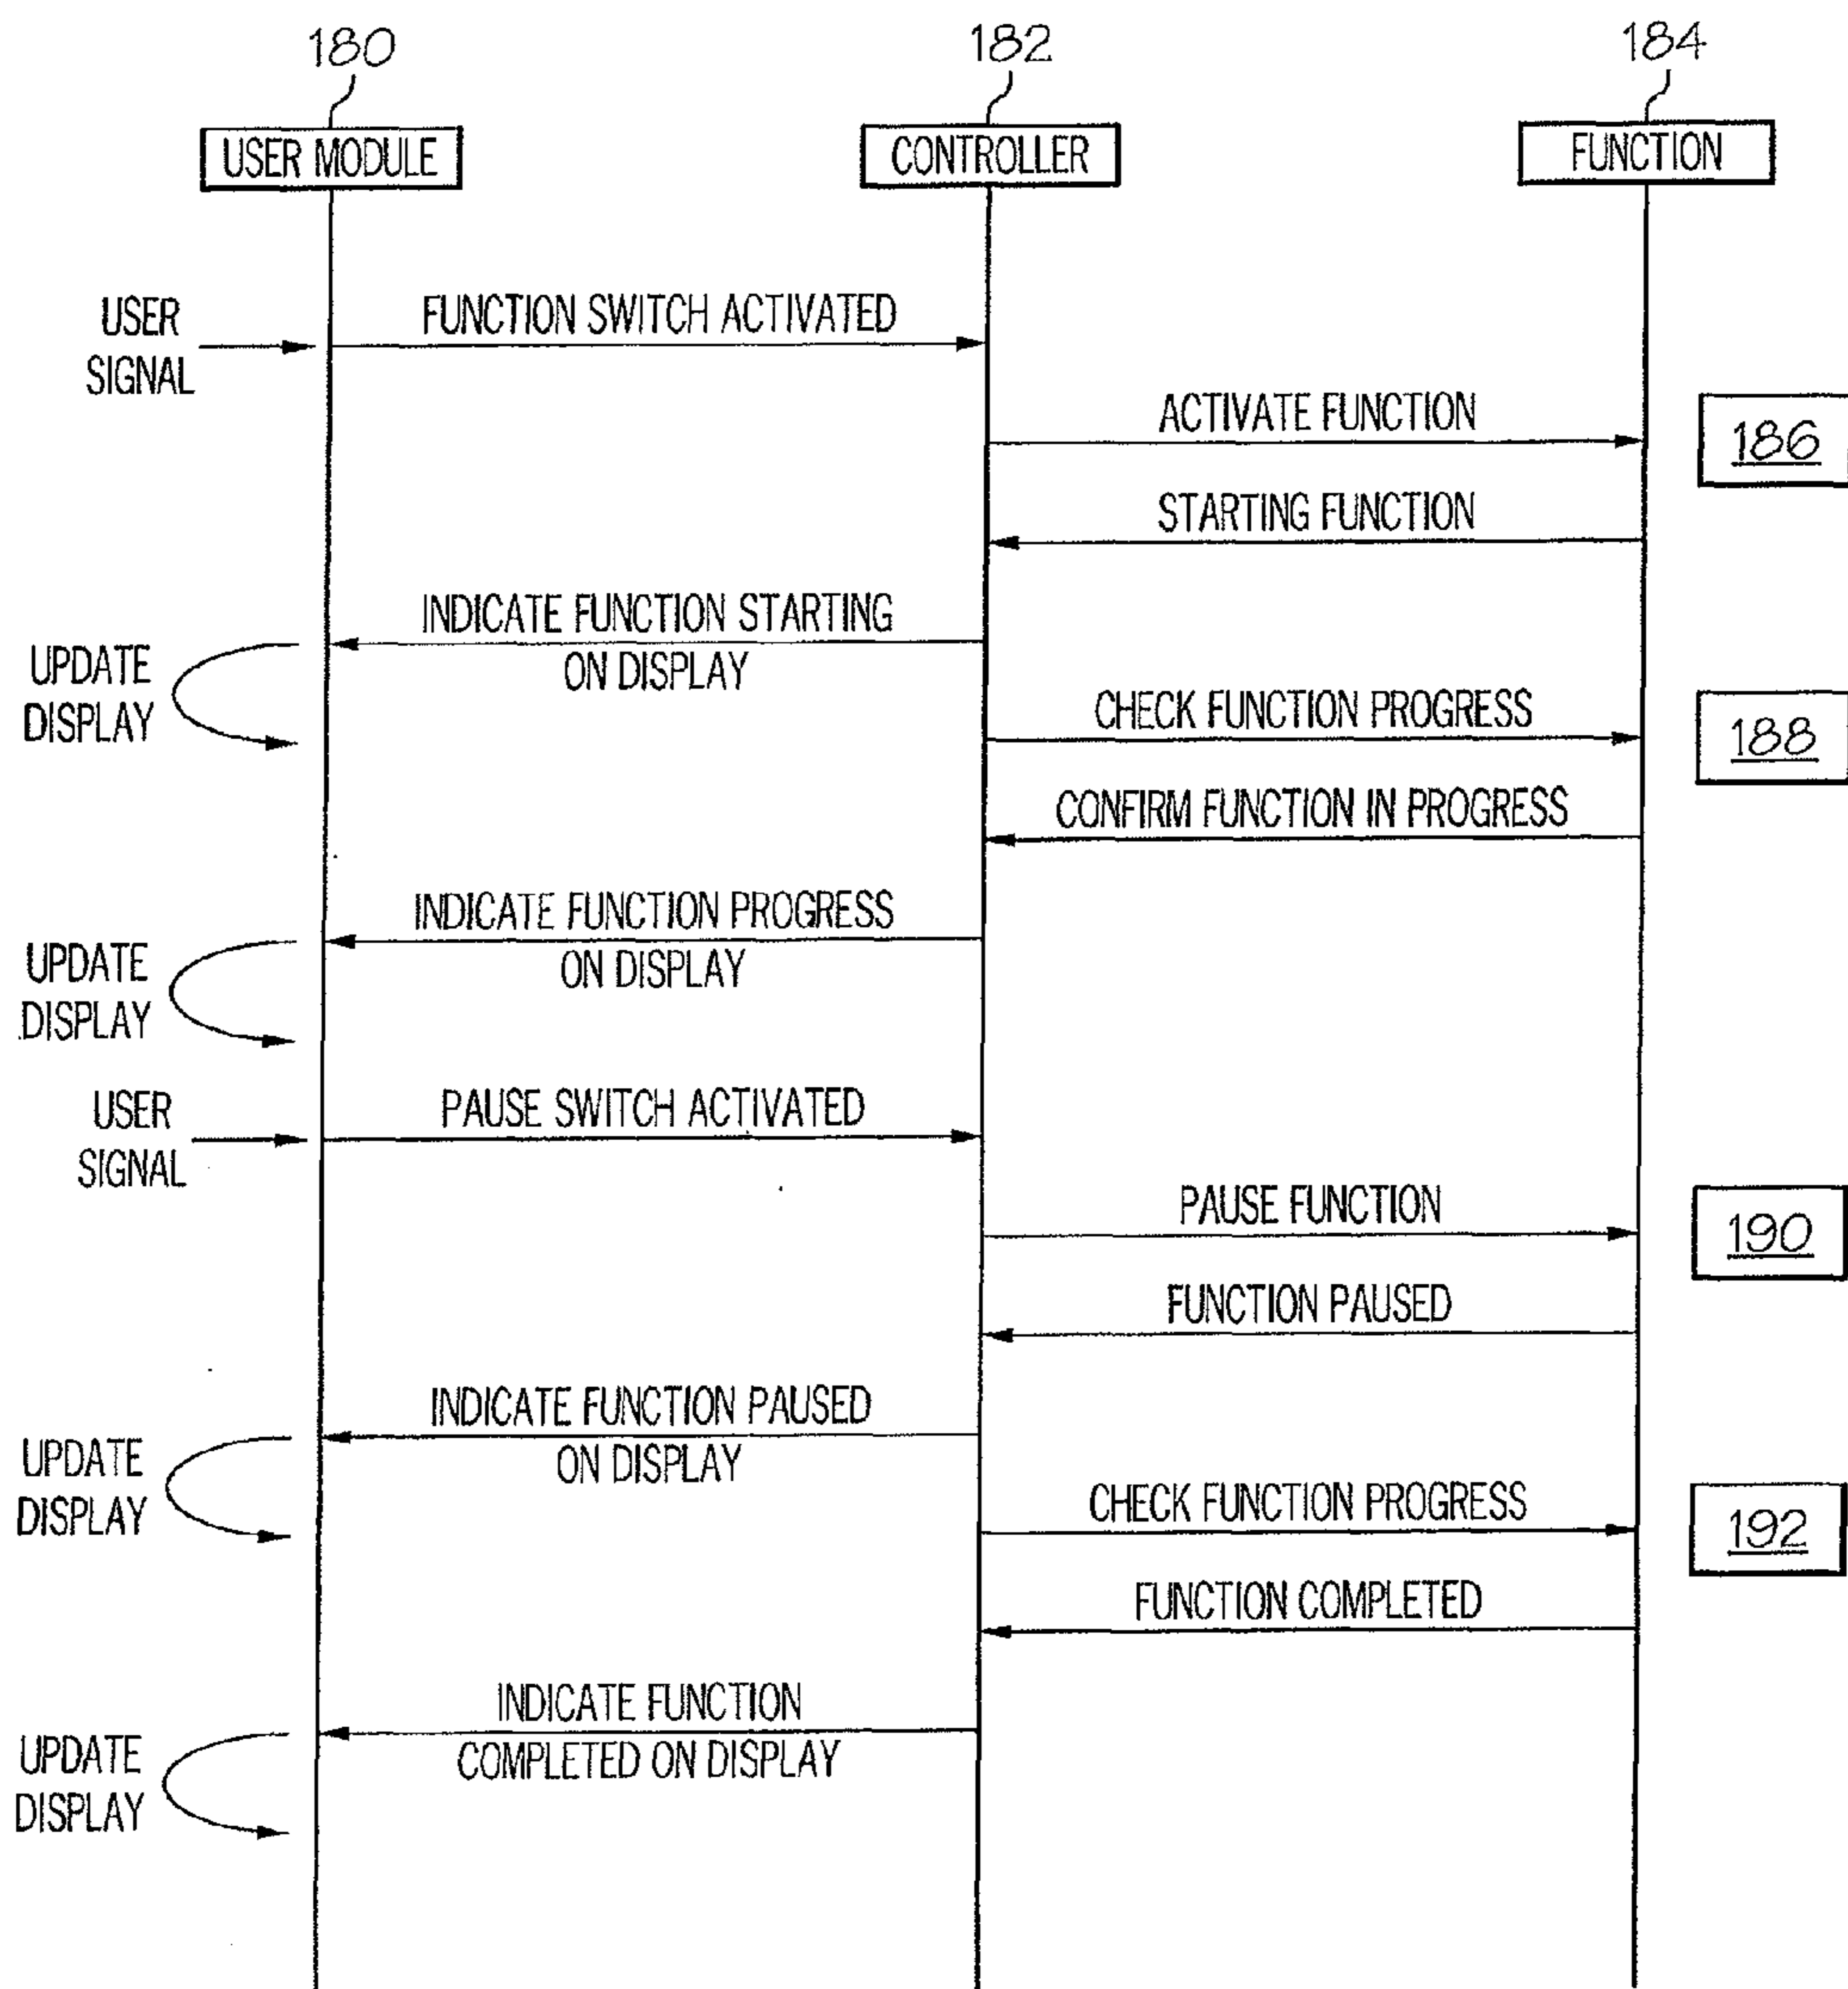 180
182
184
USER MODULE
CONTROLLER
FUNCTION
USER
SIGNAL
FUNCTION SWITCH ACTIVATED
ACTIVATE FUNCTION
186
STARTING FUNCTION
INDICATE FUNCTION STARTING
ON DISPLAY
UPDATE
DISPLAY
CHECK FUNCTION PROGRESS
188
CONFIRM FUNCTION IN PROGRESS
INDICATE FUNCTION PROGRESS
ON DISPLAY
UPDATE
DISPLAY
USER
SIGNAL
PAUSE SWITCH ACTIVATED
PAUSE FUNCTION
190
FUNCTION PAUSED
INDICATE FUNCTION PAUSED
ON DISPLAY
UPDATE
DISPLAY
CHECK FUNCTION PROGRESS
192
FUNCTION COMPLETED
INDICATE FUNCTION
COMPLETED ON DISPLAY
UPDATE
DISPLAY